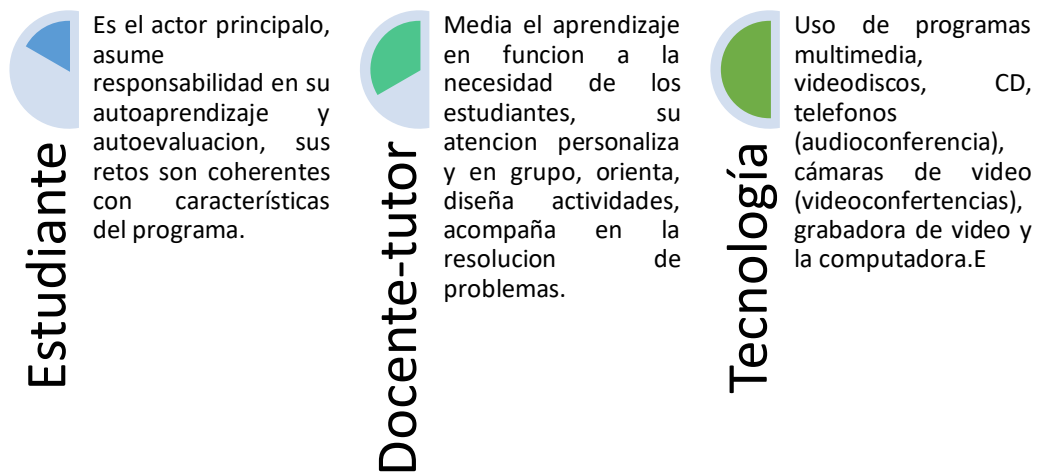 Estudiante
Es el actor principalo,
asume
responsabilidad en su
autoaprendizaje y
autoevaluacion, sus
retos son coherentes
con características
del programa.
Docente-tutor
Media el aprendizaje
en funcion a la
necesidad de los
estudiantes, su
atencion personaliza
y en grupo, orienta,
diseña actividades,
acompaña en la
resolucion de
problemas.
Tecnología
Uso de programas
multimedia,
videodiscos, CD,
telefonos
(audioconferencia),
cámaras de video
(videoconfertencias),
grabadora de video y
la computadora.E